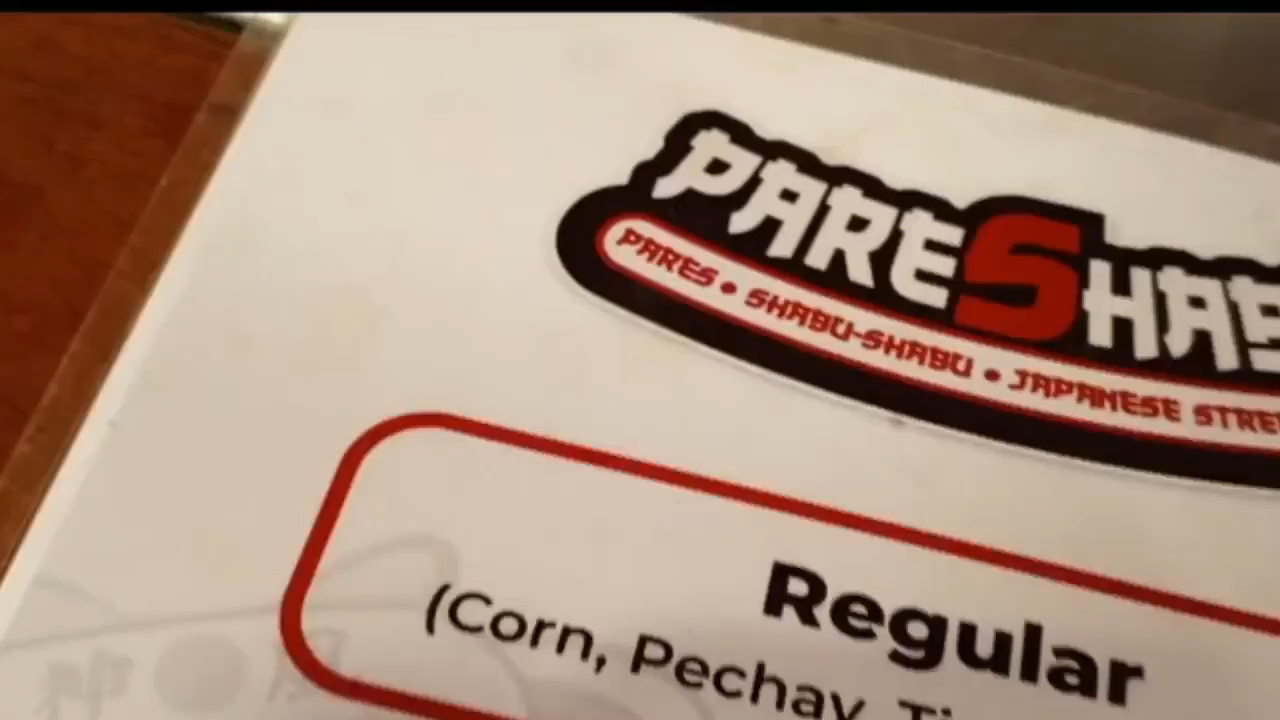 PARESHAB
PARES • SHABU-SHABU • JAPANESE STRE
Regular
(Corn, Pechay,